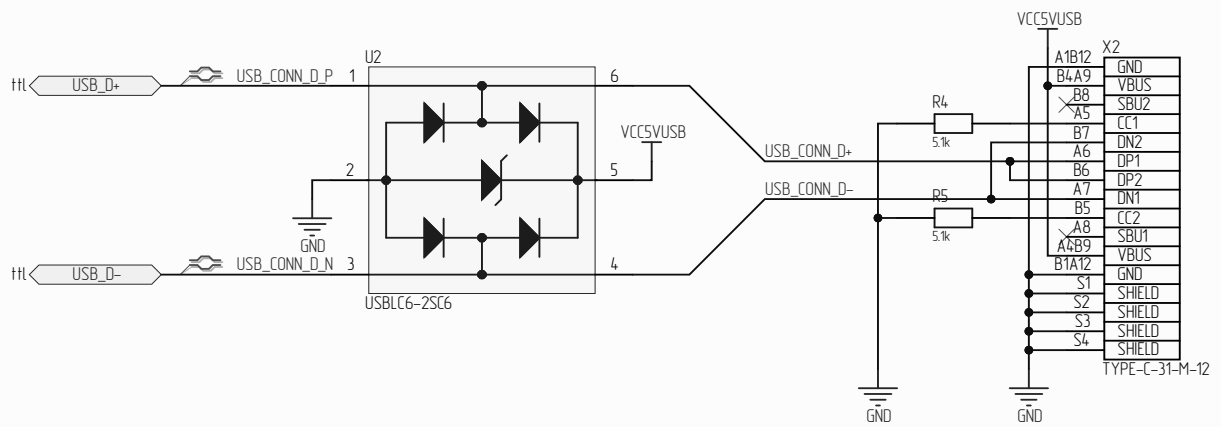 VCC5VUSB
U2
X2
ttl USB_D+ USB_CONN_D_P 1 6
A1B12 GND
B4A9 VBUS
B8 SBU2
R4 A5 CC1
5.1k
B7 DN2
VCC5VUSB
USB_CONN_D+ A6 DP1
2 5
B6 DP2
USB_CONN_D- A7 DN1
R5 B5 CC2
5.1k
GND
A8 SBU1
A4B9 VBUS
ttl USB_D- USB_CONN_D_N 3 4
B1A12 GND
S1 SHIELD
USBLC6-2SC6
S2 SHIELD
S3 SHIELD
S4 SHIELD
TYPE-C-31-M-12
GND GND